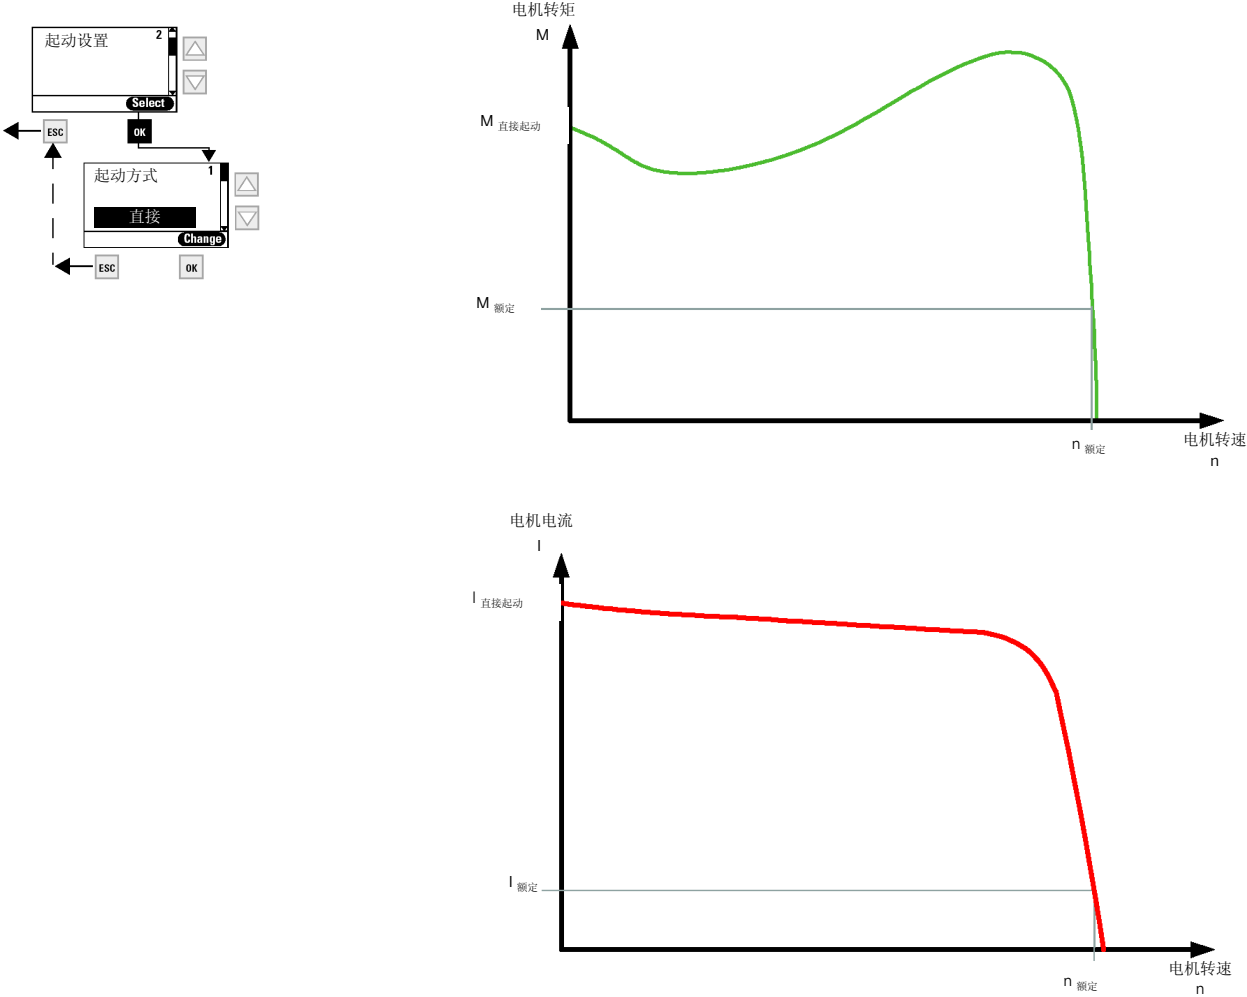 起动设置 2
Select
ESC OK
起动方式 1
直接
Change
ESC OK
电机转矩
M
M 直接起动
M 额定
n 额定
电机转速
n
电机电流
I
I 直接起动
I 额定
n 额定
电机转速
n